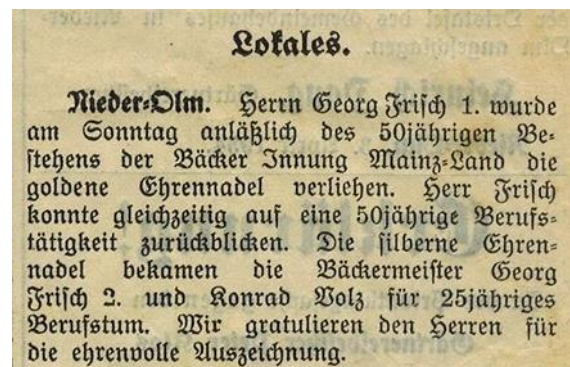 Lokales.
Nieder-Olm. Herrn Georg Frisch 1. wurde
am Sonntag anläßlich des 50jährigen Be-
stehens der Bäcker Innung Mainz-Land die
goldene Ehrennadel verliehen. Herr Frisch
konnte gleichzeitig auf eine 50jährige Berufs-
tätigkeit zurückblicken. Die silberne Ehren-
nadel bekamen die Bäckermeister Georg
Frisch 2. und Konrad Volz für 25jähriges
Berufstum. Wir gratulieren den Herren für
die ehrenvolle Auszeichnung.